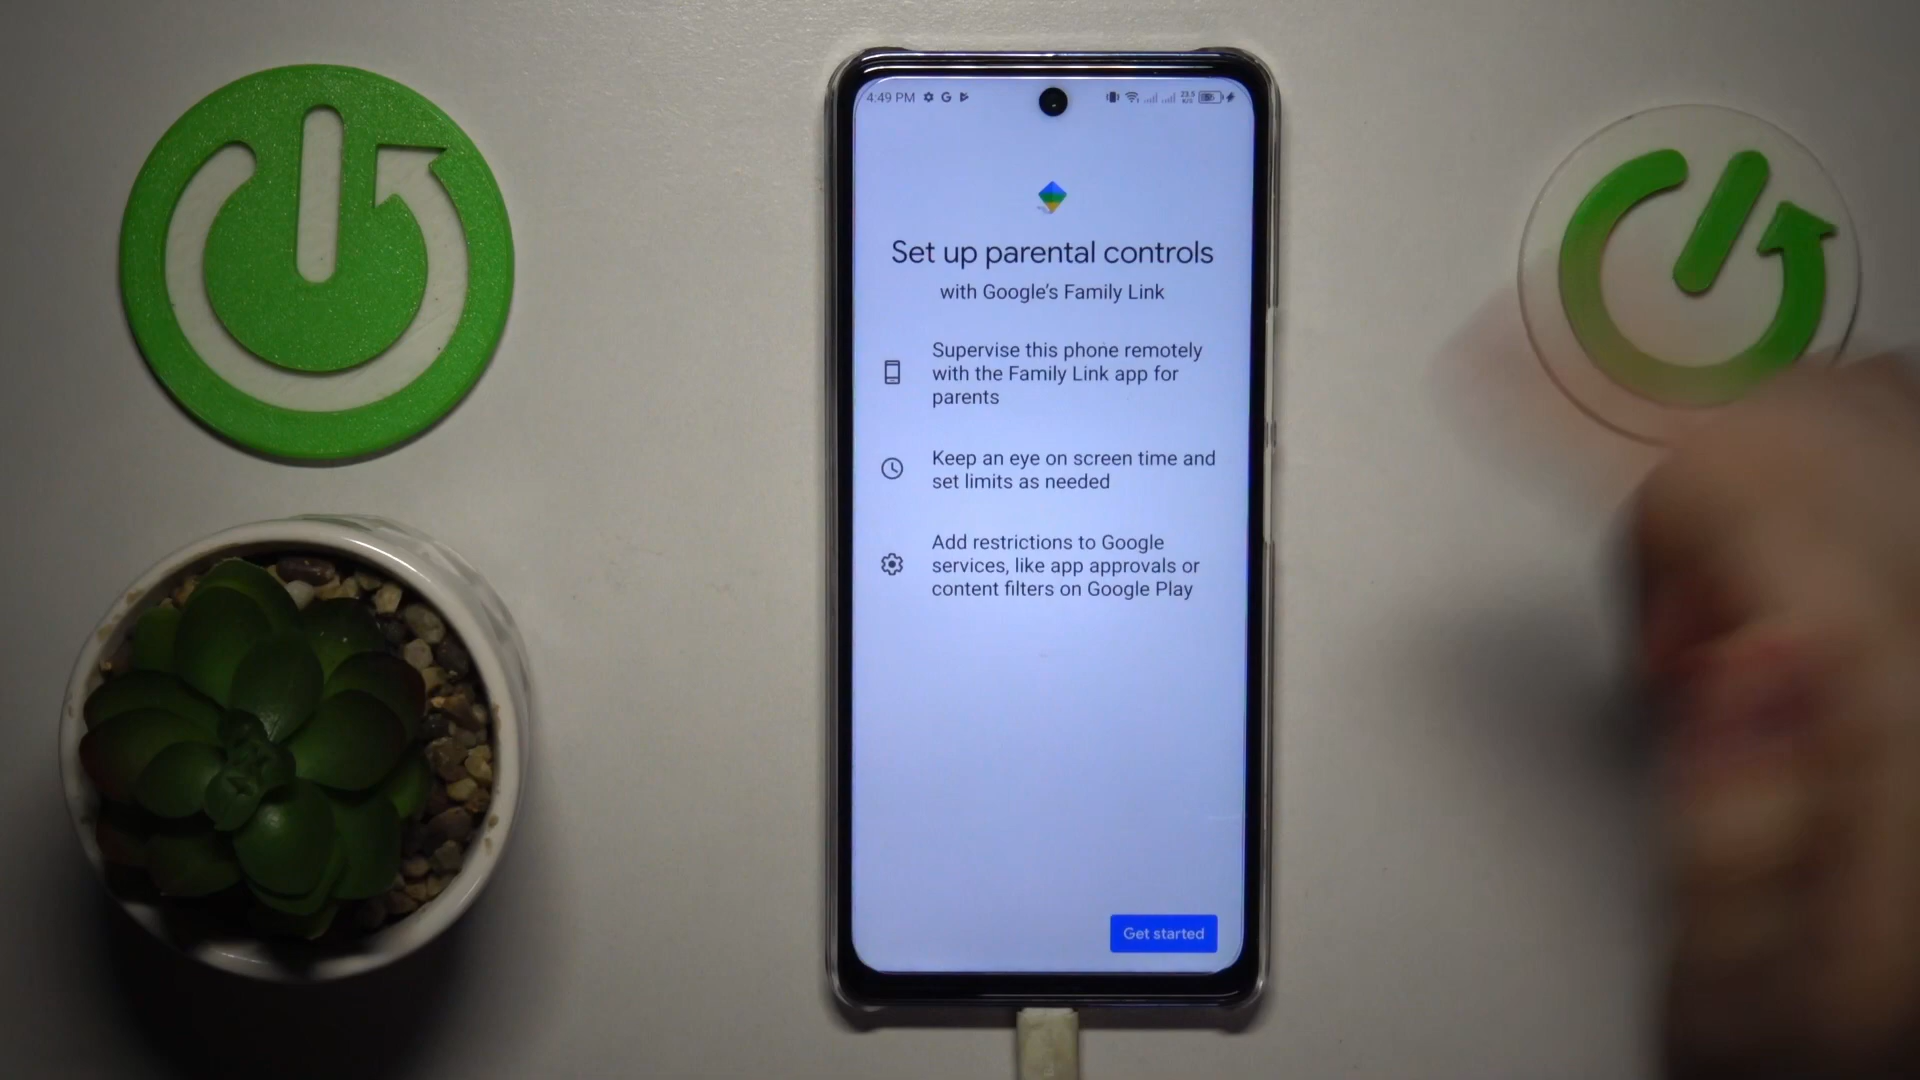 4:49 PM
23.5
Set up parental controls
with Google's Family Link
Supervise this phone remotely
with the Family Link app for
parents
Keep an eye on screen time and
set limits as needed
Add restrictions to Google
services, like app approvals or
content filters on Google Play
Get started